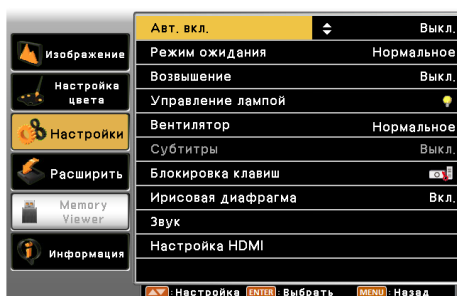 Изображение
Настройка
цвета
Настройки
Расширить
Memory
Viewer
Информация
Авт. вкл. Выкл.
Режим ожидания Нормальное
Возвышение Выкл.
Управление лампой
Вентилятор Нормальное
Субтитры Выкл.
Блокировка клавиш
Ирисовая диафрагма Вкл.
Звук
Настройка HDMI
:Настройка ENTER :Выбрать MENU :Назад